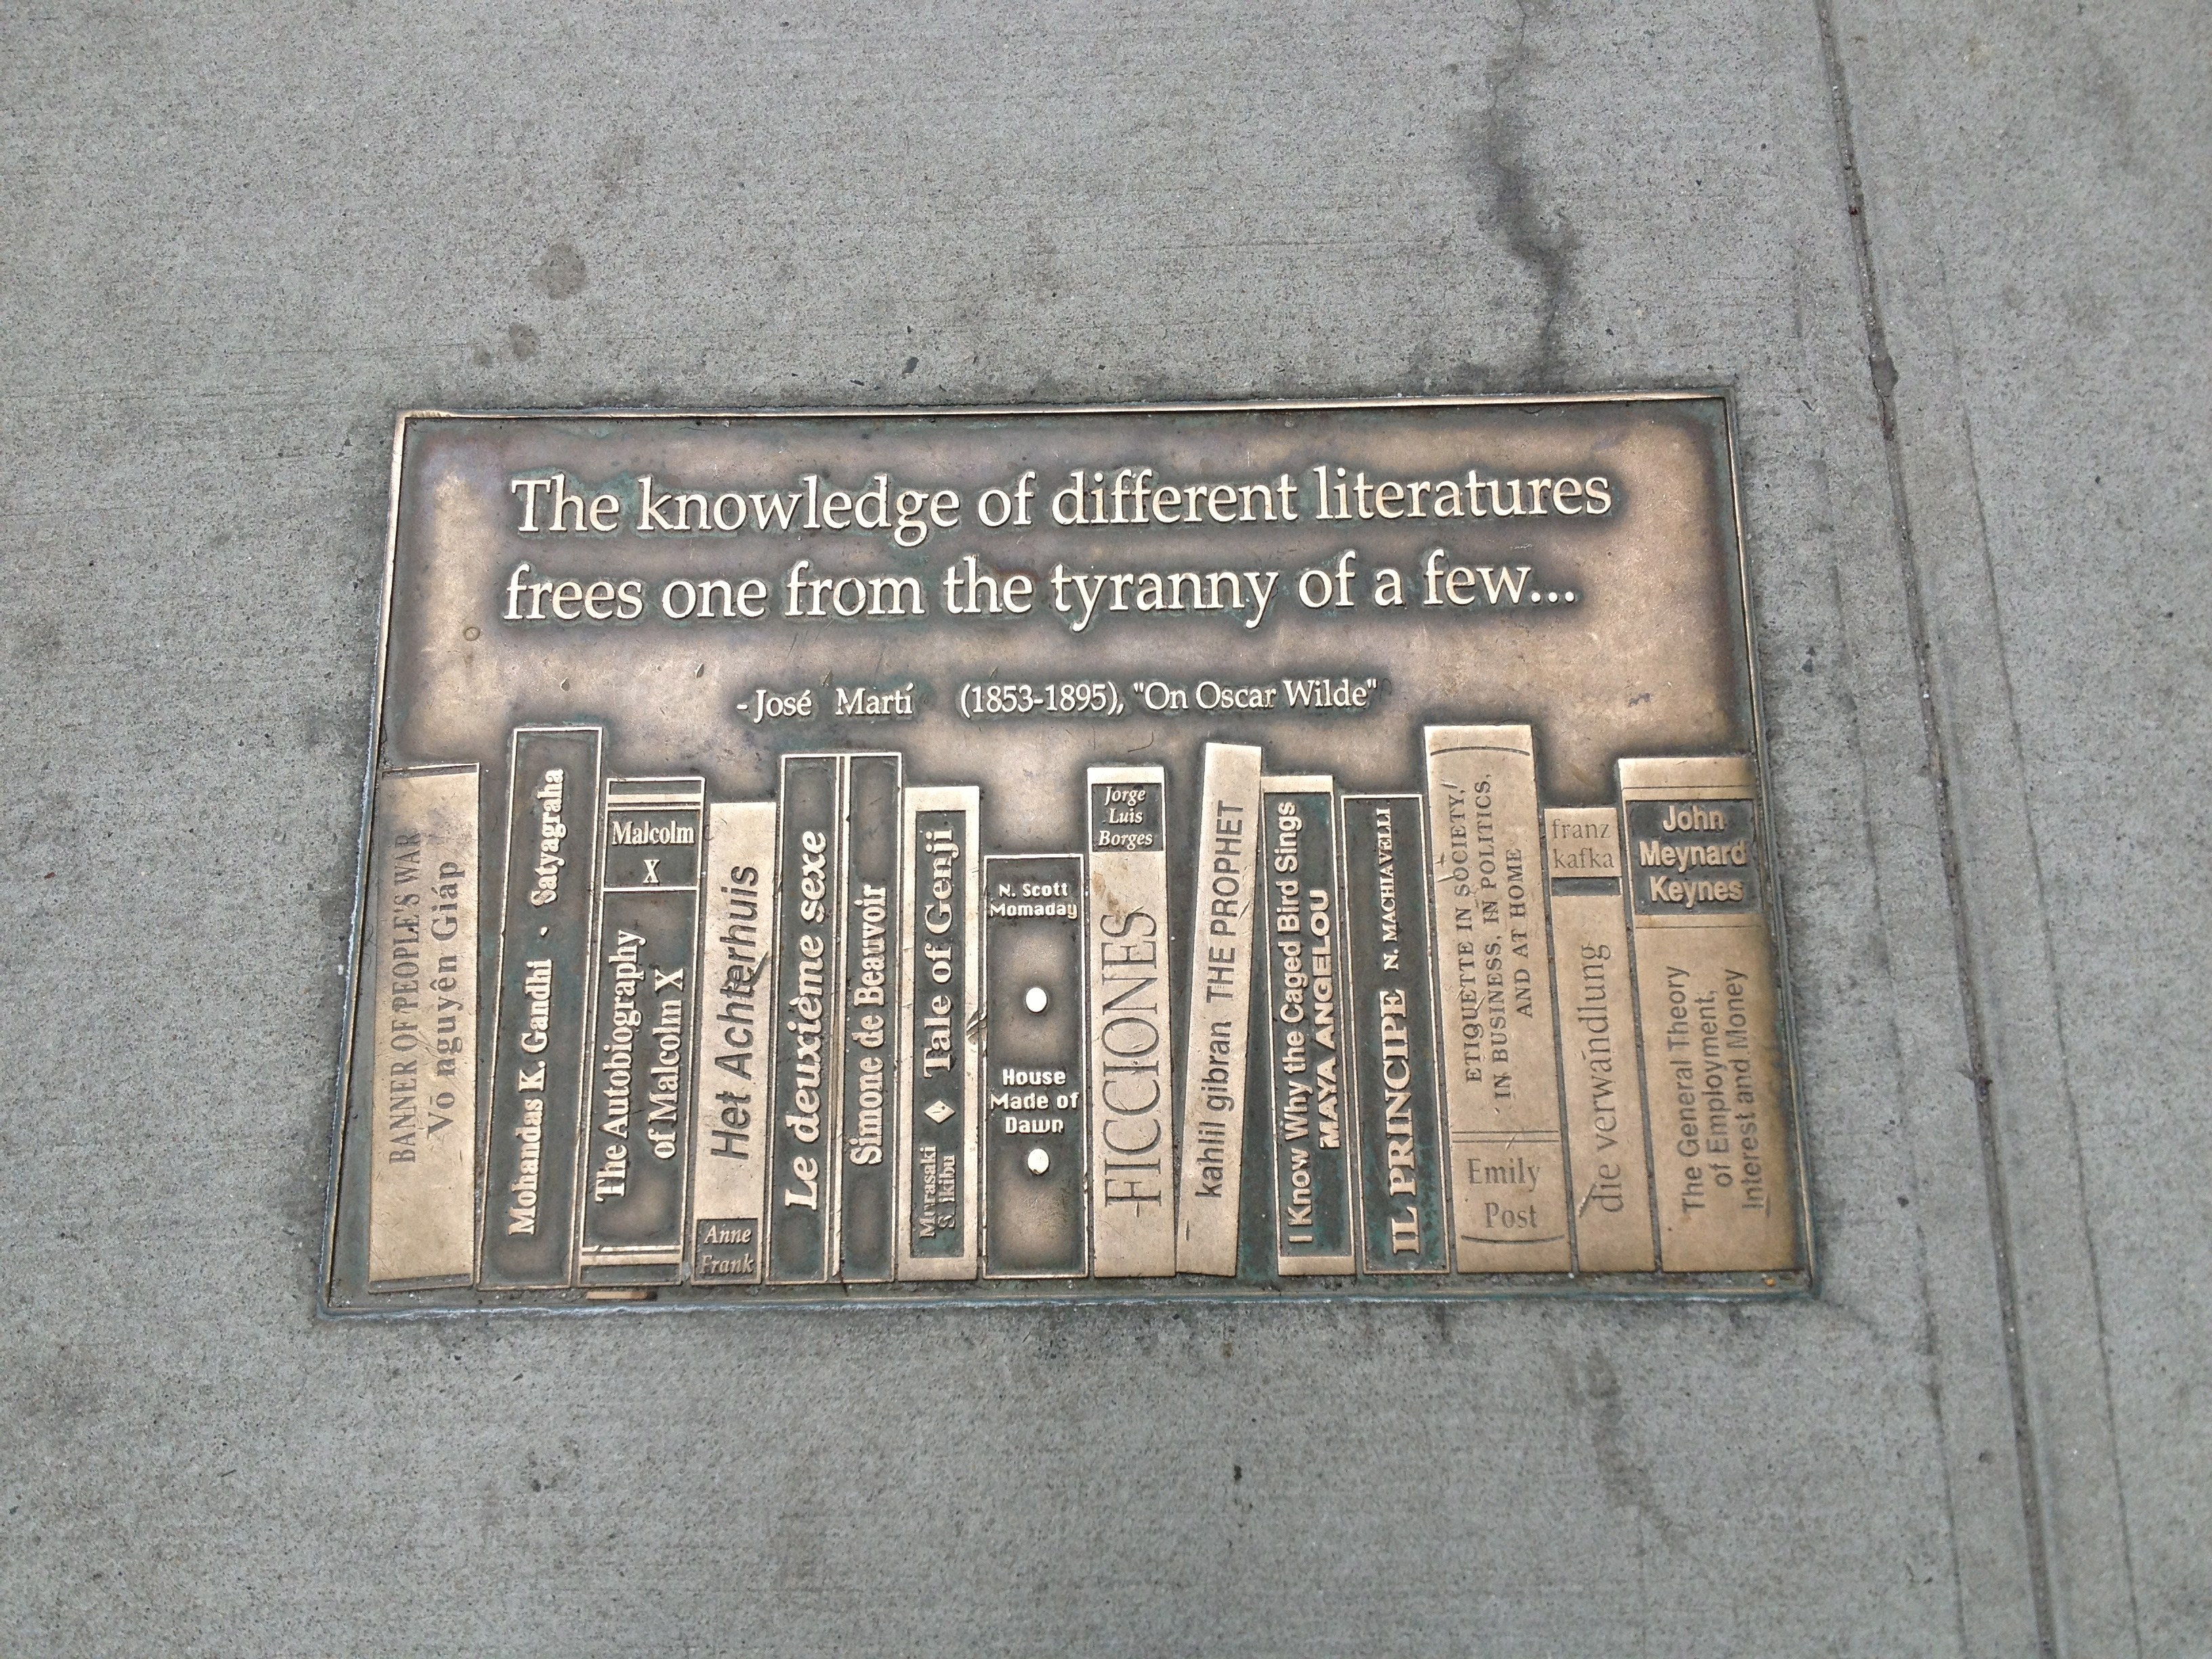 The knowledge of different literatures
frees one from the tyranny of a few...
- José Martí (1853-1895), "On Oscar Wilde"
BANNER OF PEOPLE'S WAR
Võ nguyên Giáp
Mohandas K. Gandhi · Satyagraha
Malcolm
X
The Autobiography
of Malcolm X
Het Achterhuis
Anne
Frank
Le deuxième sexe
Simone de Beauvoir
Murasaki
Tale of Genji
N. Scott
Momaday
House
Made of
Dawn
Jorge
Luis
Borges
FICCIONES
kahlil gibran THE PROPHET
I Know Why the Caged Bird Sings
MAYA ANGELOU
IL PRINCIPE N. MACHIAVELLI
ETIQUETTE IN SOCIETY,
IN BUSINESS, IN POLITICS,
AND AT HOME
Emily
Post
franz
kafka
die verwandlung
John
Meynard
Keynes
The General Theory
of Employment,
Interest and Money